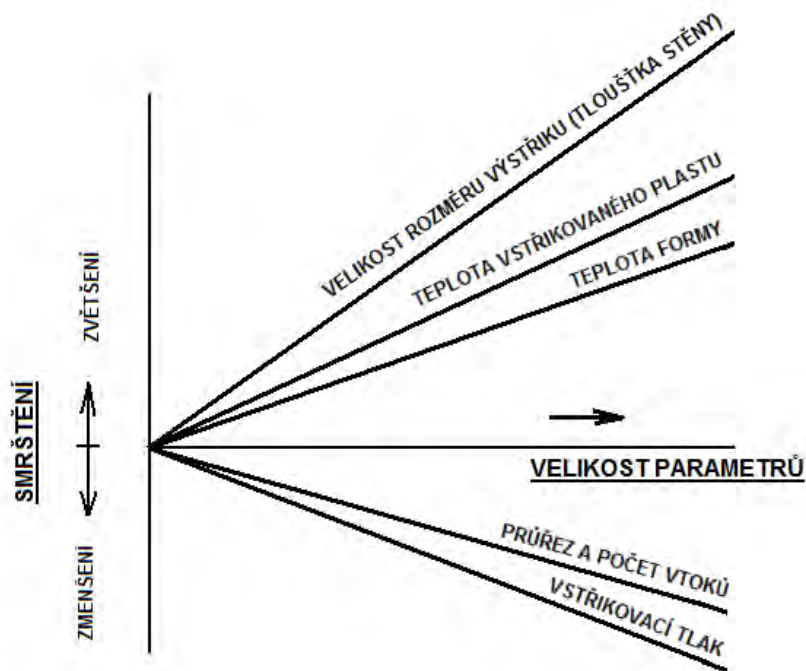 VELIKOST ROZMĚRU VÝSTŘIKU (TLOUŠŤKA STĚNY)
TEPLOTA VSTŘIKOVANÉHO PLASTU
TEPLOTA FORMY
ZVĚTŠENÍ
SMRŠTĚNÍ
ZMENŠENÍ
VELIKOST PARAMETRŮ
PRŮŘEZ A POČET VTOKŮ
VSTŘIKOVACÍ TLAK